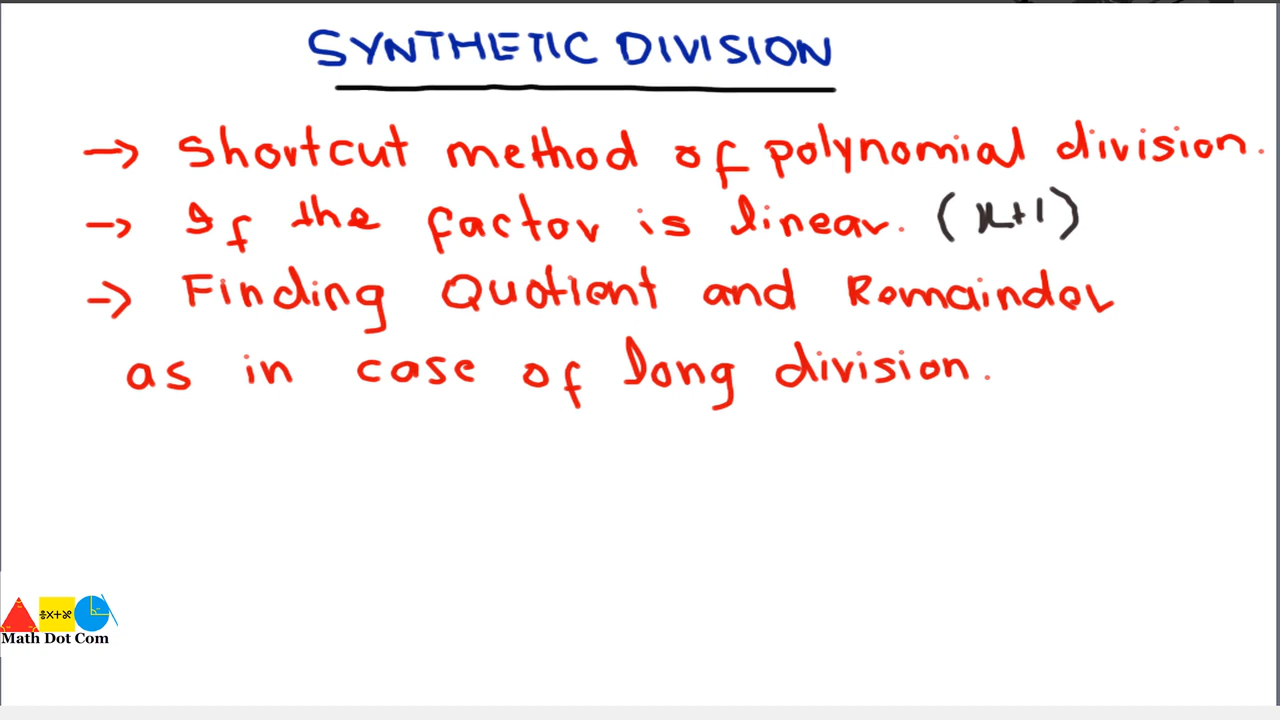 SYNTHETIC DIVISION
→ Shortcut method of polynomial division.
→ If the factor is linear. (x+1)
→ Finding Quotient and Remainder
as in case of long division.
÷x+
Math Dot Com